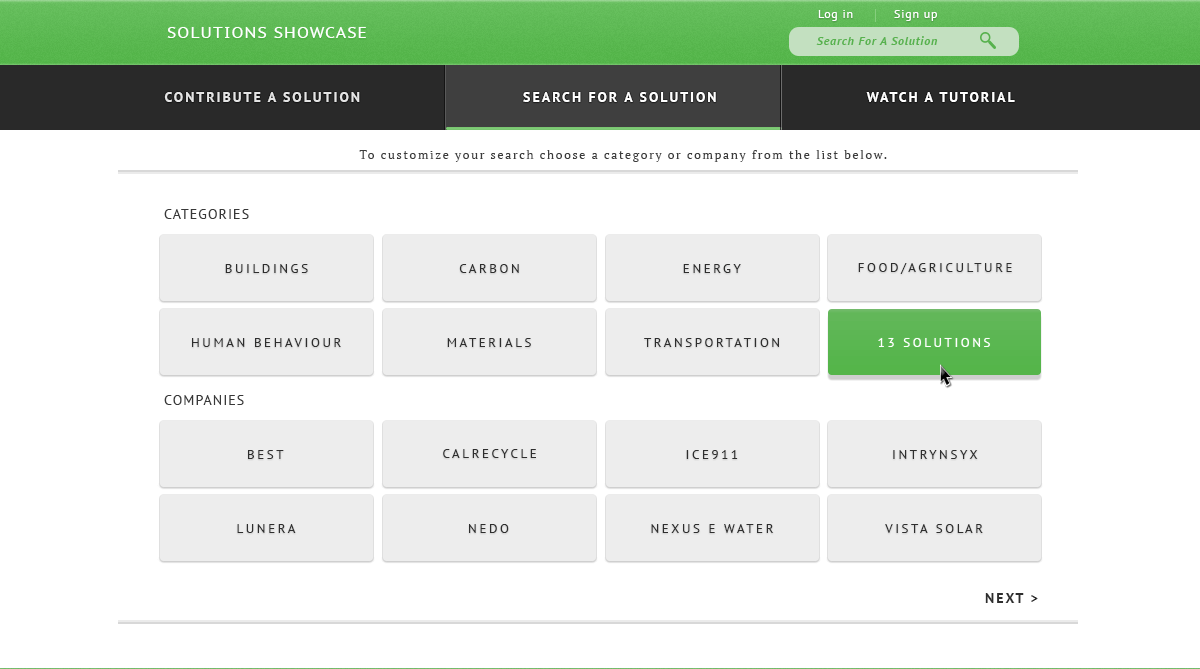 SOLUTIONS SHOWCASE
Log in
Sign up
Search For A Solution
CONTRIBUTE A SOLUTION
SEARCH FOR A SOLUTION
WATCH A TUTORIAL
To customize your search choose a category or company from the list below.
CATEGORIES
BUILDINGS
CARBON
ENERGY
FOOD/AGRICULTURE
HUMAN BEHAVIOUR
MATERIALS
TRANSPORTATION
13 SOLUTIONS
COMPANIES
BEST
CALRECYCLE
ICE911
INTRYNSYX
LUNERA
NEDO
NEXUS E WATER
VISTA SOLAR
NEXT >